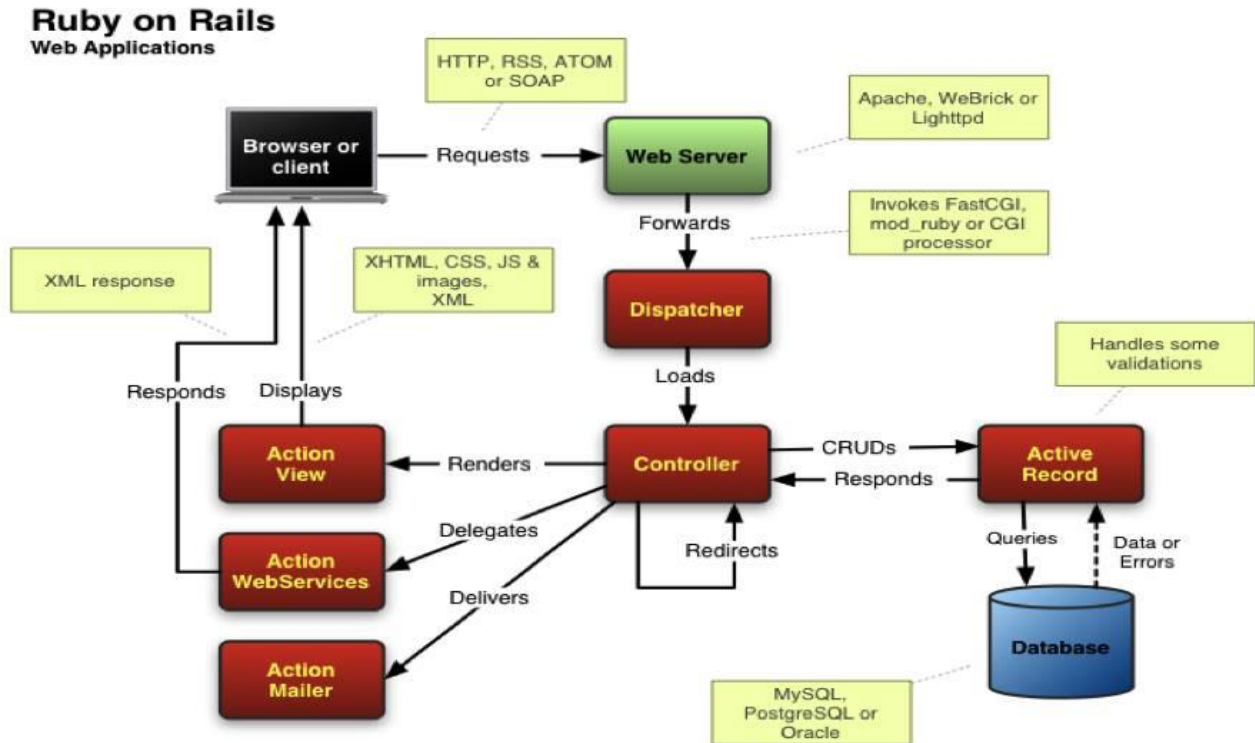 Ruby on Rails
Web Applications
HTTP, RSS, ATOM
or SOAP
Apache, WeBrick or
Lighttpd
Browser or
client
Requests
Web Server
Invokes FastCGI,
mod_ruby or CGI
processor
Forwards
XML response
XHTML, CSS, JS &
images,
XML
Dispatcher
Handles some
validations
Loads
Responds
Displays
Action
View
Renders
Controller
CRUDs
Responds
Active
Record
Delegates
Redirects
Queries
Data or
Errors
Action
WebServices
Delivers
Action
Mailer
Database
MySQL,
PostgreSQL or
Oracle